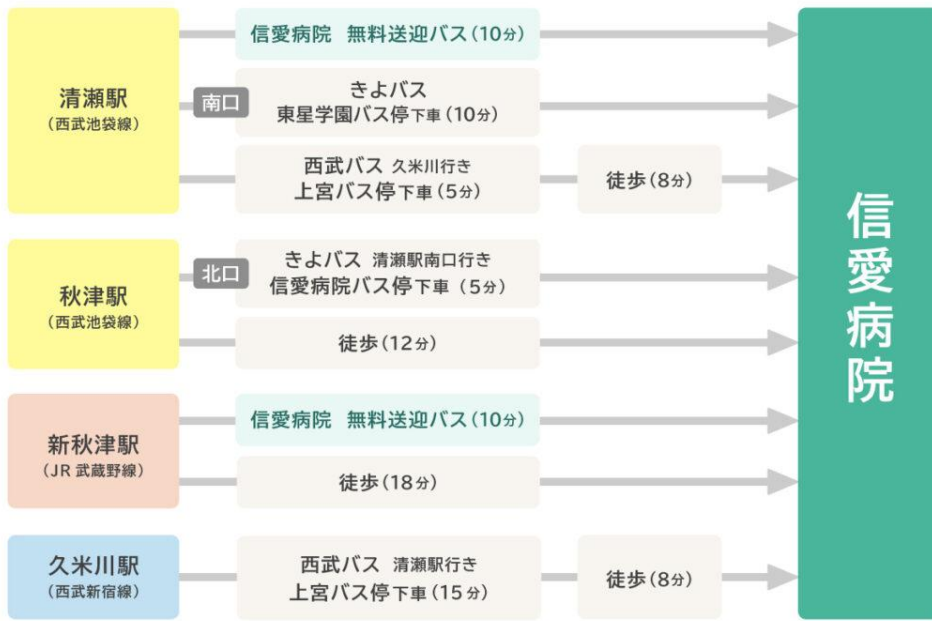 清瀬駅
（西武池袋線）
信愛病院 無料送迎バス（10分）
南口
きよバス
東星学園バス停下車（10分）
西武バス 久米川行き
上宮バス停下車（5分）
徒歩（8分）
秋津駅
（西武池袋線）
北口
きよバス 清瀬駅南口行き
信愛病院バス停下車（5分）
徒歩（12分）
新秋津駅
（JR 武蔵野線）
信愛病院 無料送迎バス（10分）
徒歩（18分）
久米川駅
（西武新宿線）
西武バス 清瀬駅行き
上宮バス停下車（15分）
徒歩（8分）
信愛病院